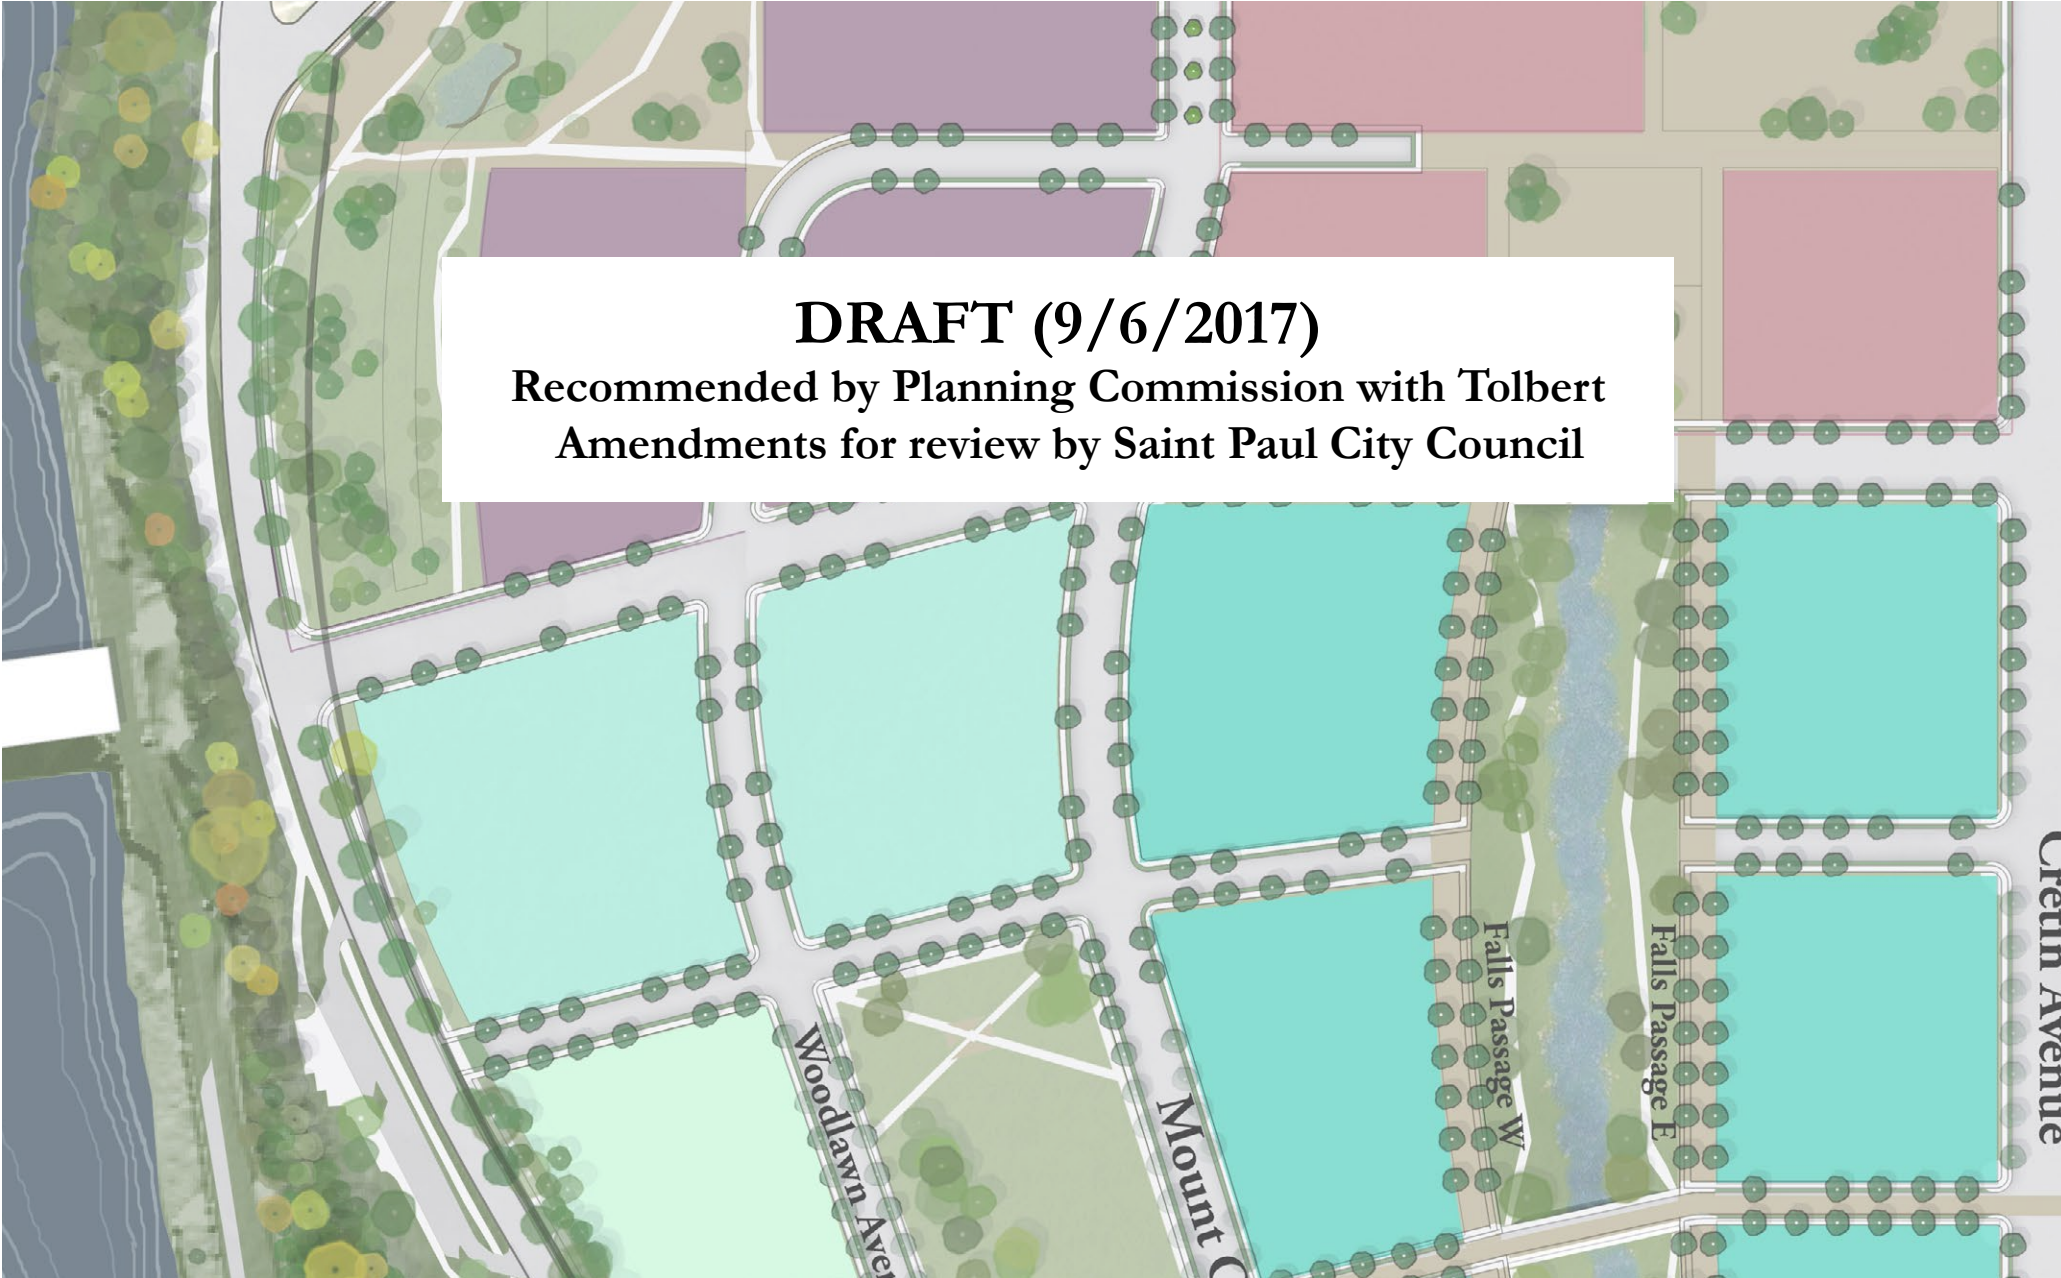 DRAFT (9/6/2017)
Recommended by Planning Commission with Tolbert
Amendments for review by Saint Paul City Council
Cretin Avenue
Falls Passage W
Falls Passage E
Woodlawn Aven
Mount C